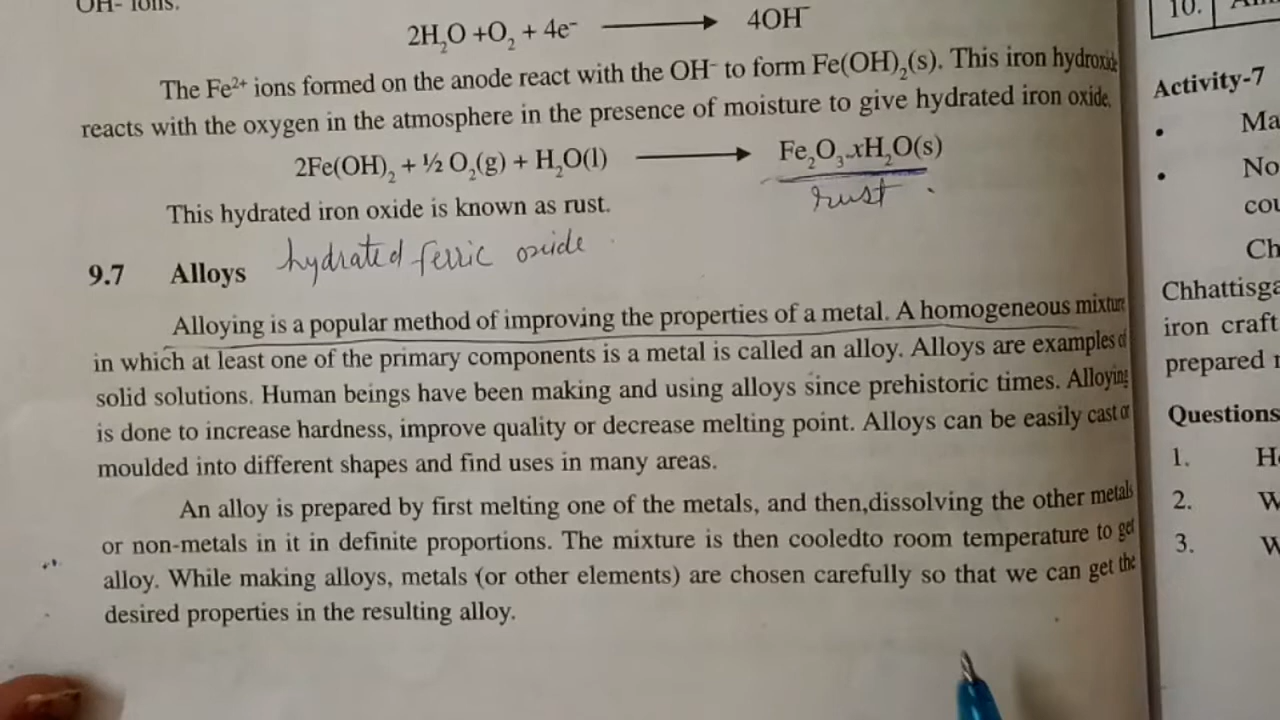 OH- ions.
2H₂O +O₂ + 4e⁻ ⟶ 4OH⁻
The Fe²⁺ ions formed on the anode react with the OH⁻ to form Fe(OH)₂(s). This iron hydroxide
reacts with the oxygen in the atmosphere in the presence of moisture to give hydrated iron oxide.
2Fe(OH)₂ + ½ O₂(g) + H₂O(l) ⟶ Fe₂O₃.xH₂O(s)
rust
This hydrated iron oxide is known as rust.
hydrated ferric oxide
9.7 Alloys
Alloying is a popular method of improving the properties of a metal. A homogeneous mixture
in which at least one of the primary components is a metal is called an alloy. Alloys are examples of
solid solutions. Human beings have been making and using alloys since prehistoric times. Alloying
is done to increase hardness, improve quality or decrease melting point. Alloys can be easily cast or
moulded into different shapes and find uses in many areas.
An alloy is prepared by first melting one of the metals, and then,dissolving the other metals
or non-metals in it in definite proportions. The mixture is then cooledto room temperature to get
alloy. While making alloys, metals (or other elements) are chosen carefully so that we can get the
desired properties in the resulting alloy.
10.
Activity-7
• Ma
• No
cou
Ch
Chhattisga
iron craft
prepared
Questions
1. H
2. W
3. W